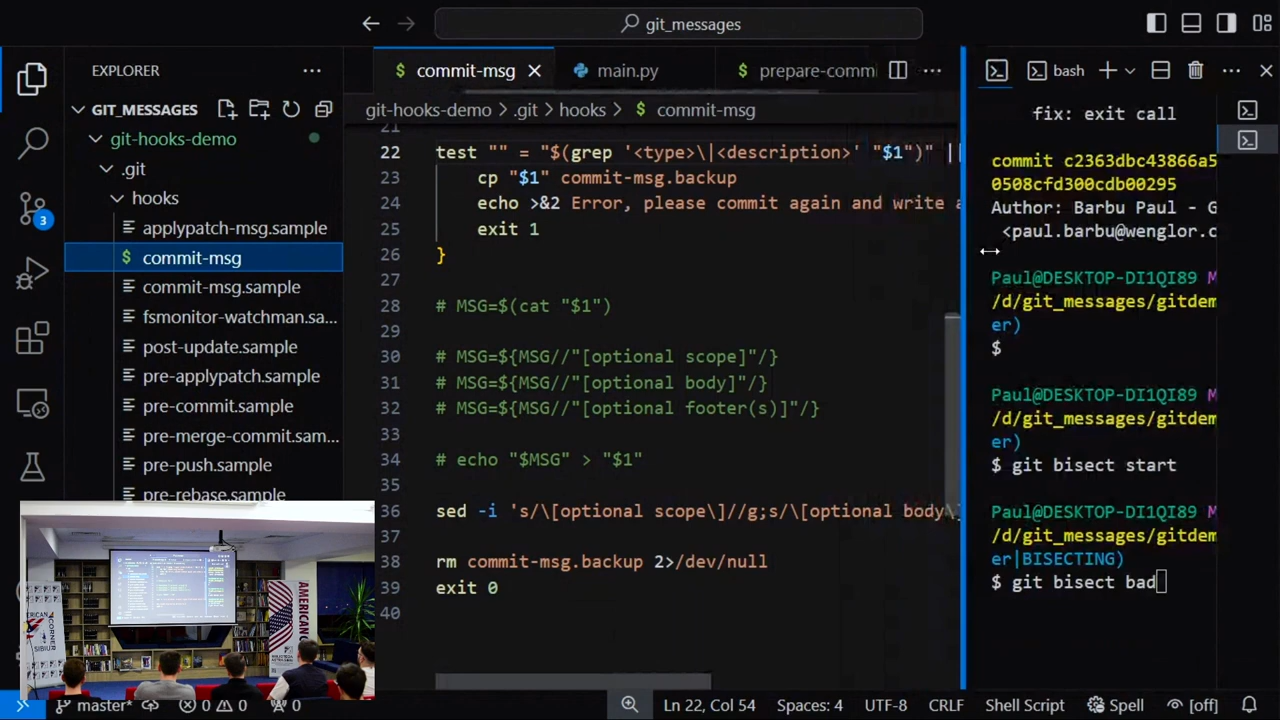 git_messages
EXPLORER
GIT_MESSAGES
git-hooks-demo
.git
hooks
applypatch-msg.sample
commit-msg
commit-msg.sample
fsmonitor-watchman.sa...
post-update.sample
pre-applypatch.sample
pre-commit.sample
pre-merge-commit.sam...
pre-push.sample
pre-rebase.sample
3
commit-msg
main.py
prepare-comm
git-hooks-demo > .git > hooks > $ commit-msg
21
22 test "" = "$(grep '<type>\|<description>' "$1")" |
23 cp "$1" commit-msg.backup
24 echo >&2 Error, please commit again and write a
25 exit 1
26 }
27
28 # MSG=$(cat "$1")
29
30 # MSG=${MSG//"[optional scope]"/}
31 # MSG=${MSG//"[optional body]"/}
32 # MSG=${MSG//"[optional footer(s)]"/}
33
34 # echo "$MSG" > "$1"
35
36 sed -i 's/\[optional scope\]//g;s/\[optional body\]
37
38 rm commit-msg.backup 2>/dev/null
39 exit 0
40
bash
fix: exit call
commit c2363dbc43866a5
0508cfd300cdb00295
Author: Barbu Paul - G
<paul.barbu@wenglor.c
Paul@DESKTOP-DI1QI89 M
/d/git_messages/gitdem
er)
$
Paul@DESKTOP-DI1QI89 M
/d/git_messages/gitdem
er)
$ git bisect start
Paul@DESKTOP-DI1QI89 M
/d/git_messages/gitdem
er|BISECTING)
$ git bisect bad
AMERICAN
CORNER
SIBIU
AMERICAN
master*
0
0
0
Ln 22, Col 54
Spaces: 4
UTF-8
CRLF
Shell Script
Spell
[off]